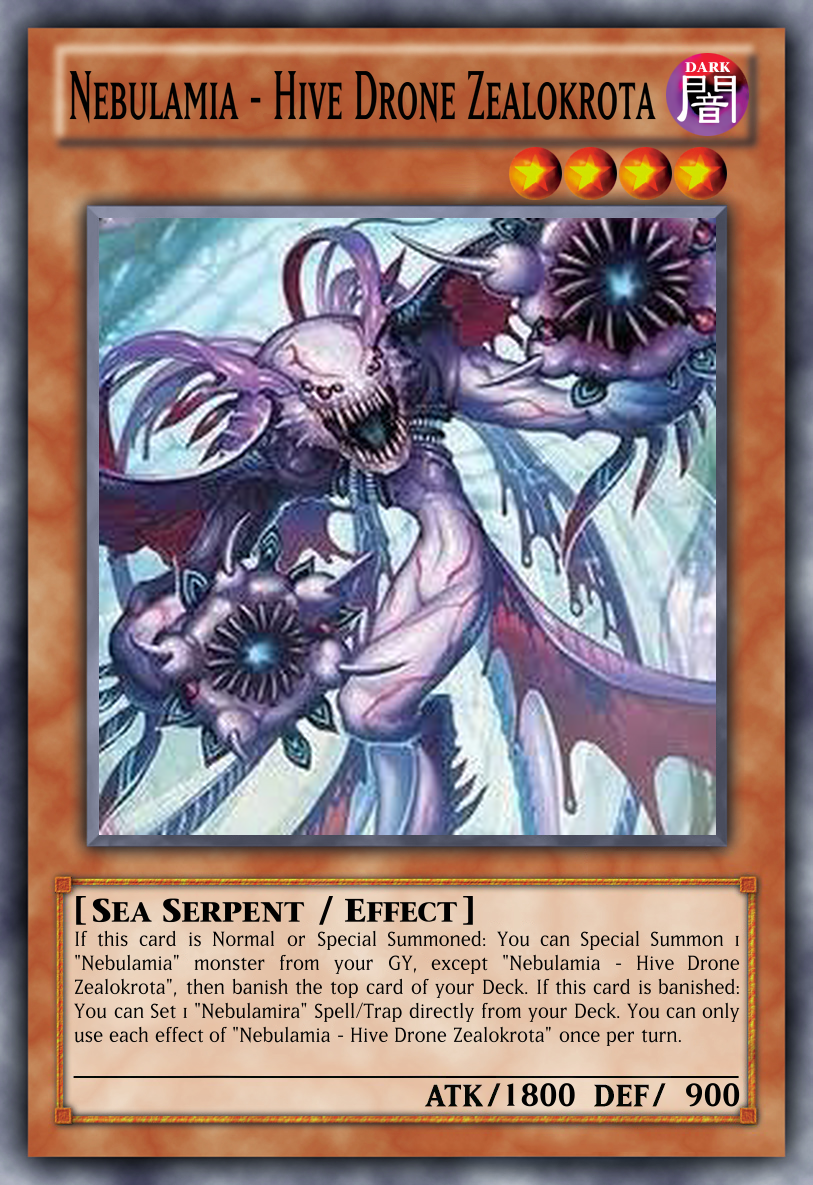 Nebulamia - Hive Drone Zealokrota
DARK
闇
[ Sea Serpent / Effect ]
If this card is Normal or Special Summoned: You can Special Summon 1
"Nebulamia" monster from your GY, except "Nebulamia - Hive Drone
Zealokrota", then banish the top card of your Deck. If this card is banished:
You can Set 1 "Nebulamira" Spell/Trap directly from your Deck. You can only
use each effect of "Nebulamia - Hive Drone Zealokrota" once per turn.
ATK/1800 DEF/ 900